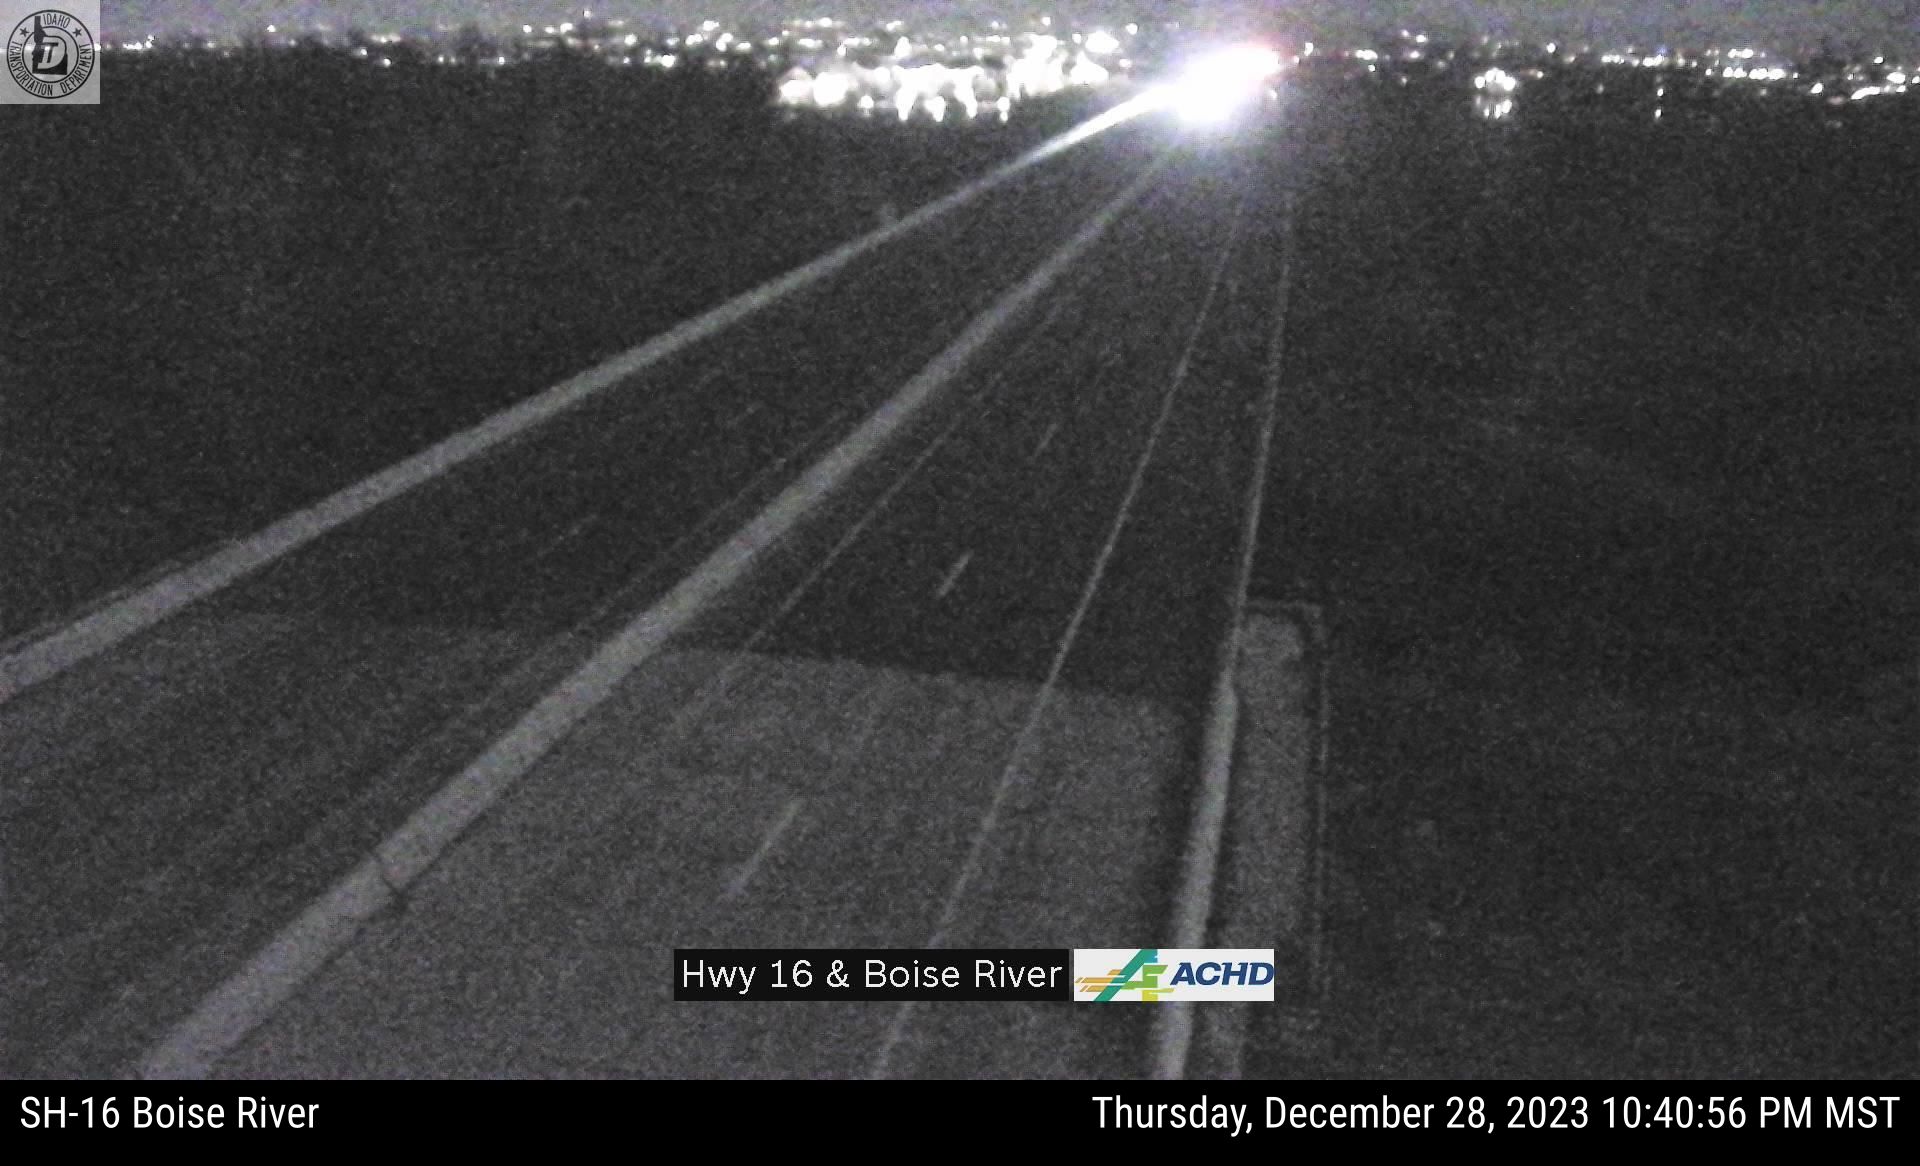 IDAHO
TRANSPORTATION DEPARTMENT
Hwy 16 & Boise River
ACHD
SH-16 Boise River
Thursday, December 28, 2023 10:40:56 PM MST